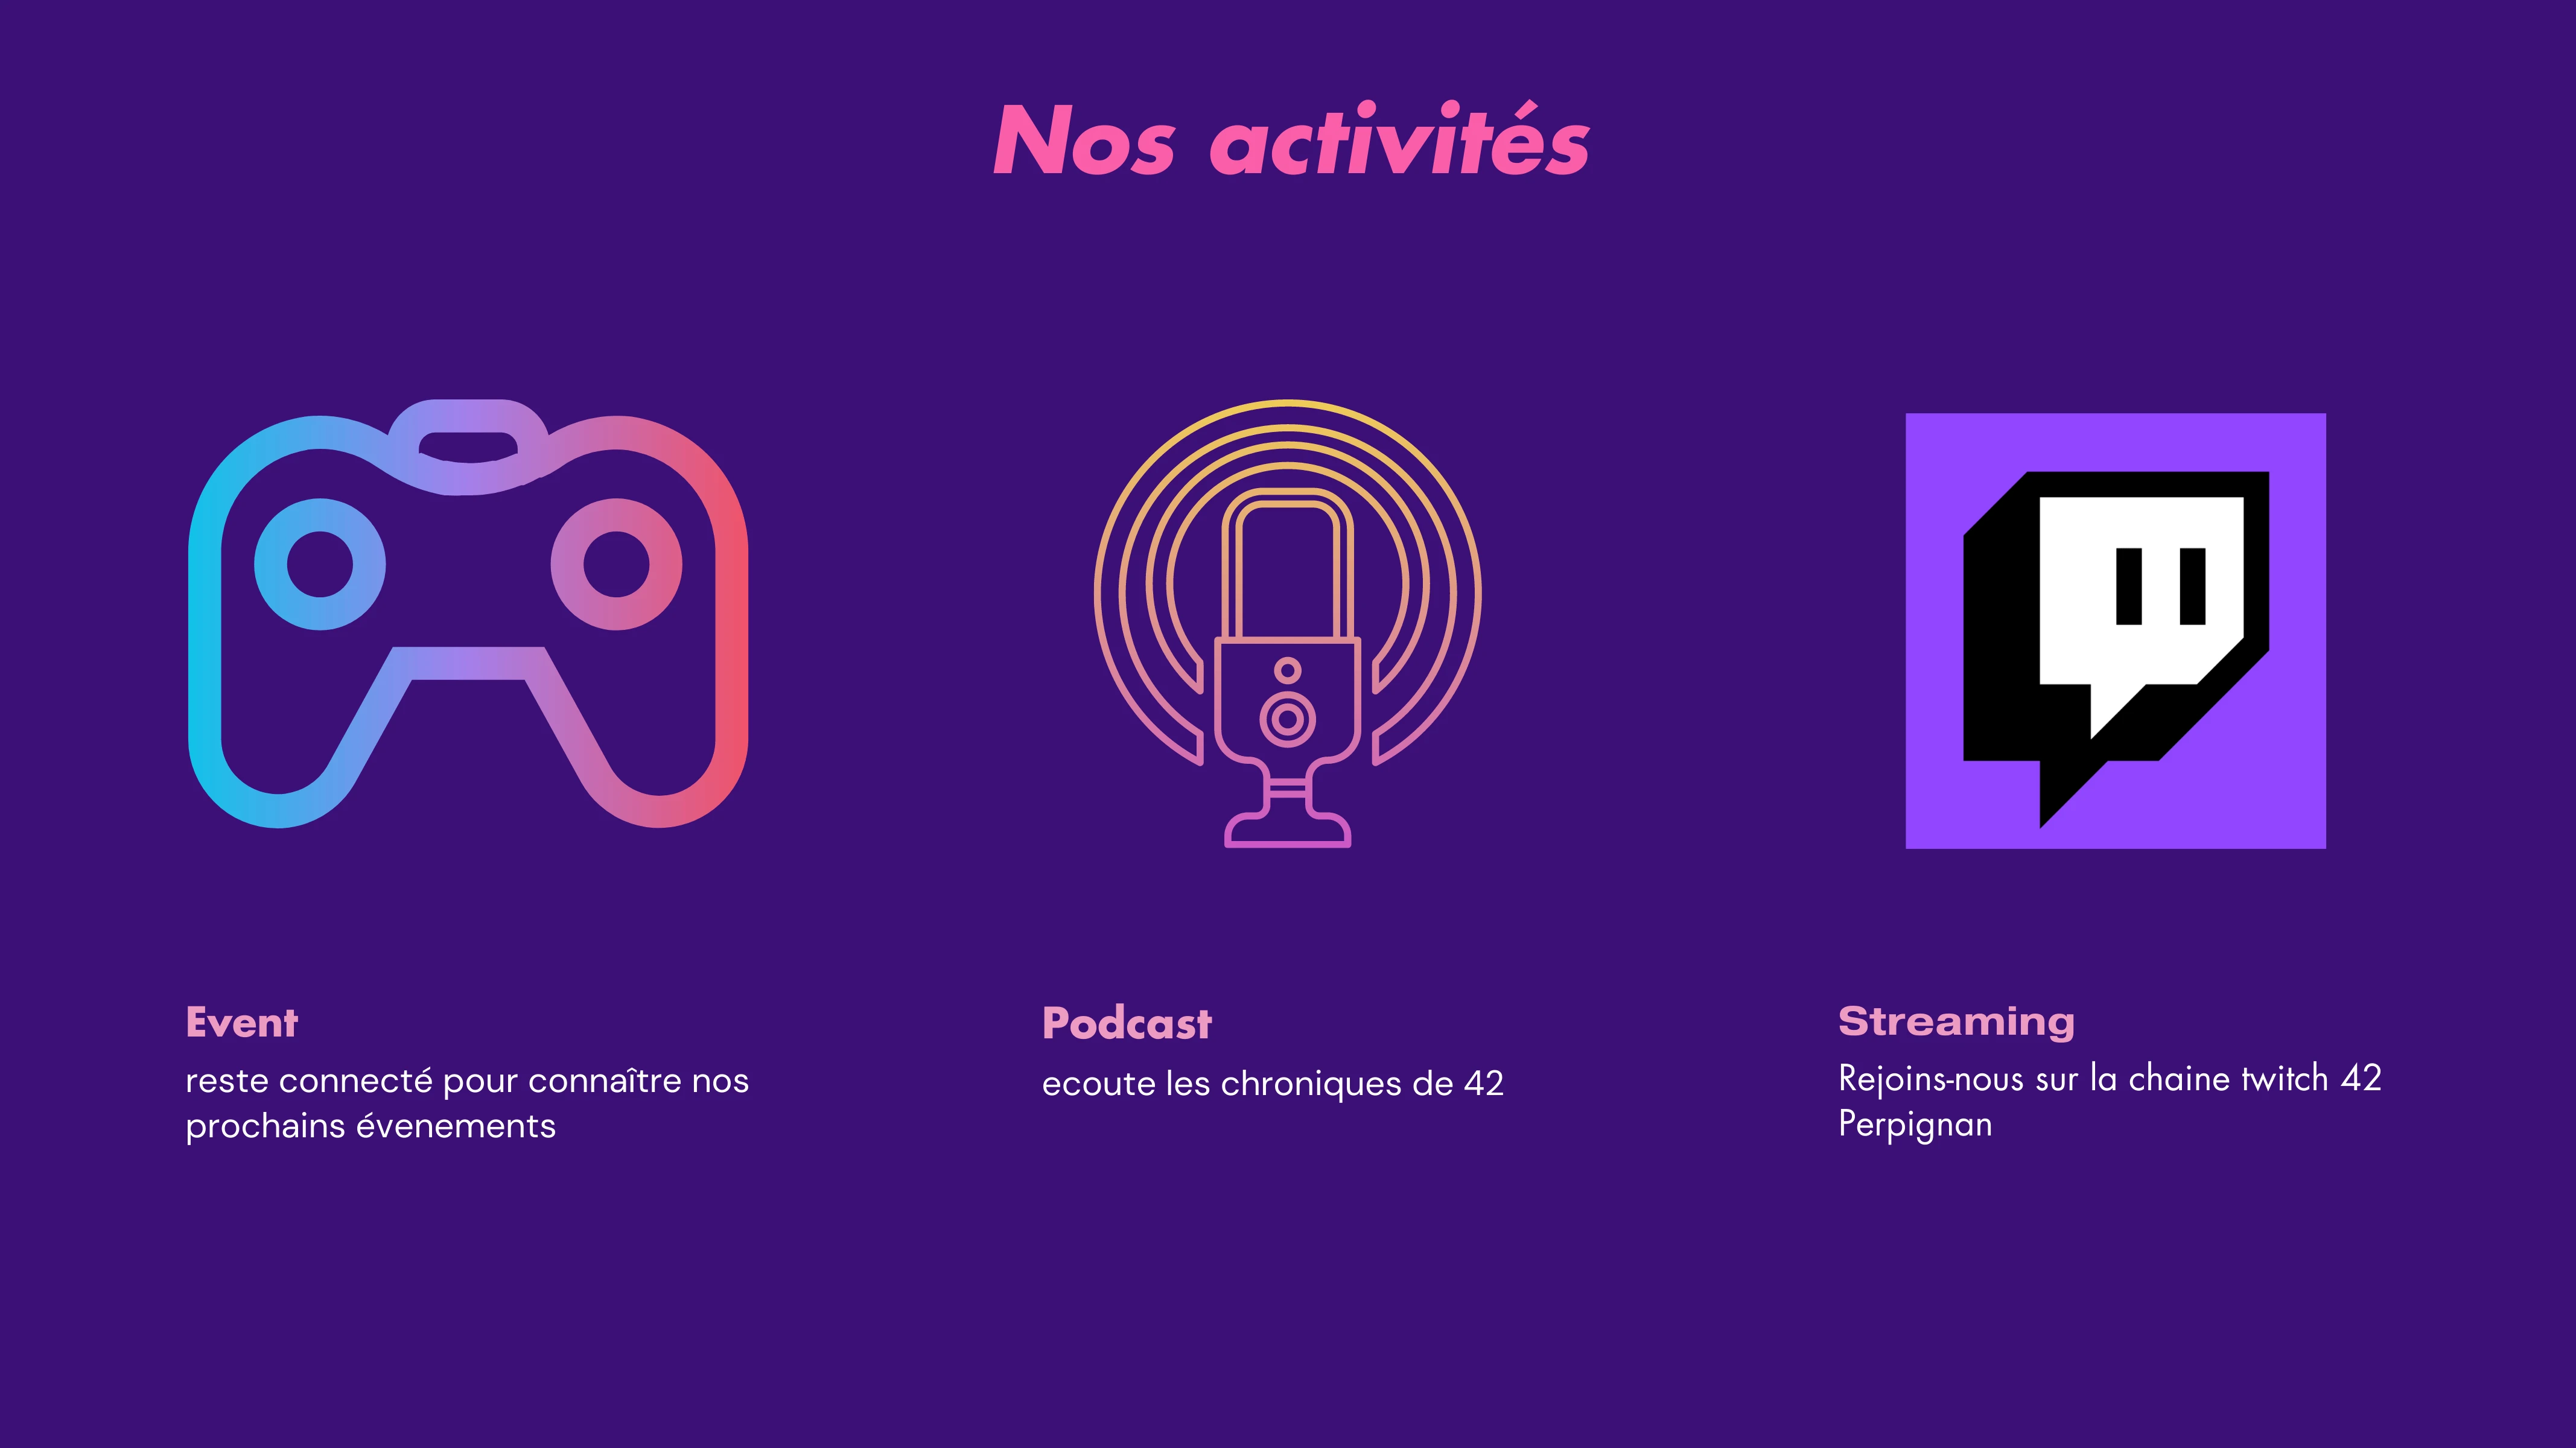 Nos activités
Event
reste connecté pour connaître nos
prochains évenements
Podcast
ecoute les chroniques de 42
Streaming
Rejoins-nous sur la chaine twitch 42
Perpignan